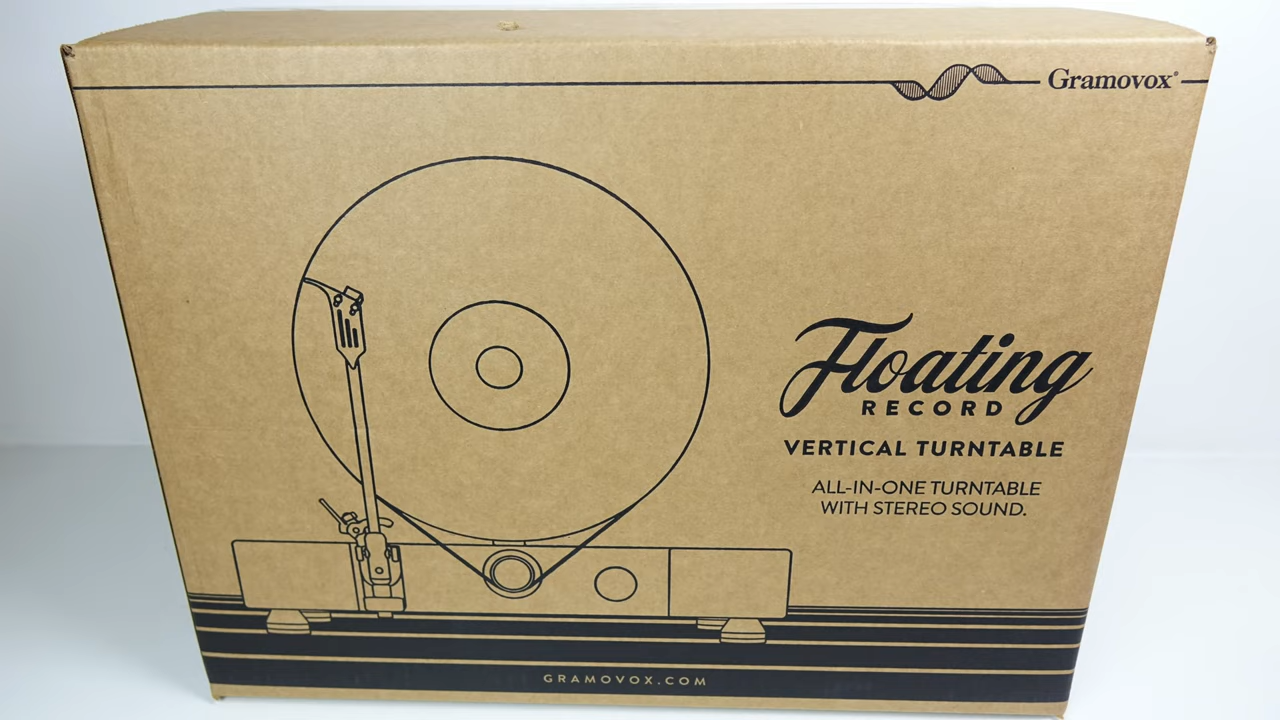 Gramovox®
Floating
RECORD
VERTICAL TURNTABLE
ALL-IN-ONE TURNTABLE
WITH STEREO SOUND.
GRAMOVOX.COM